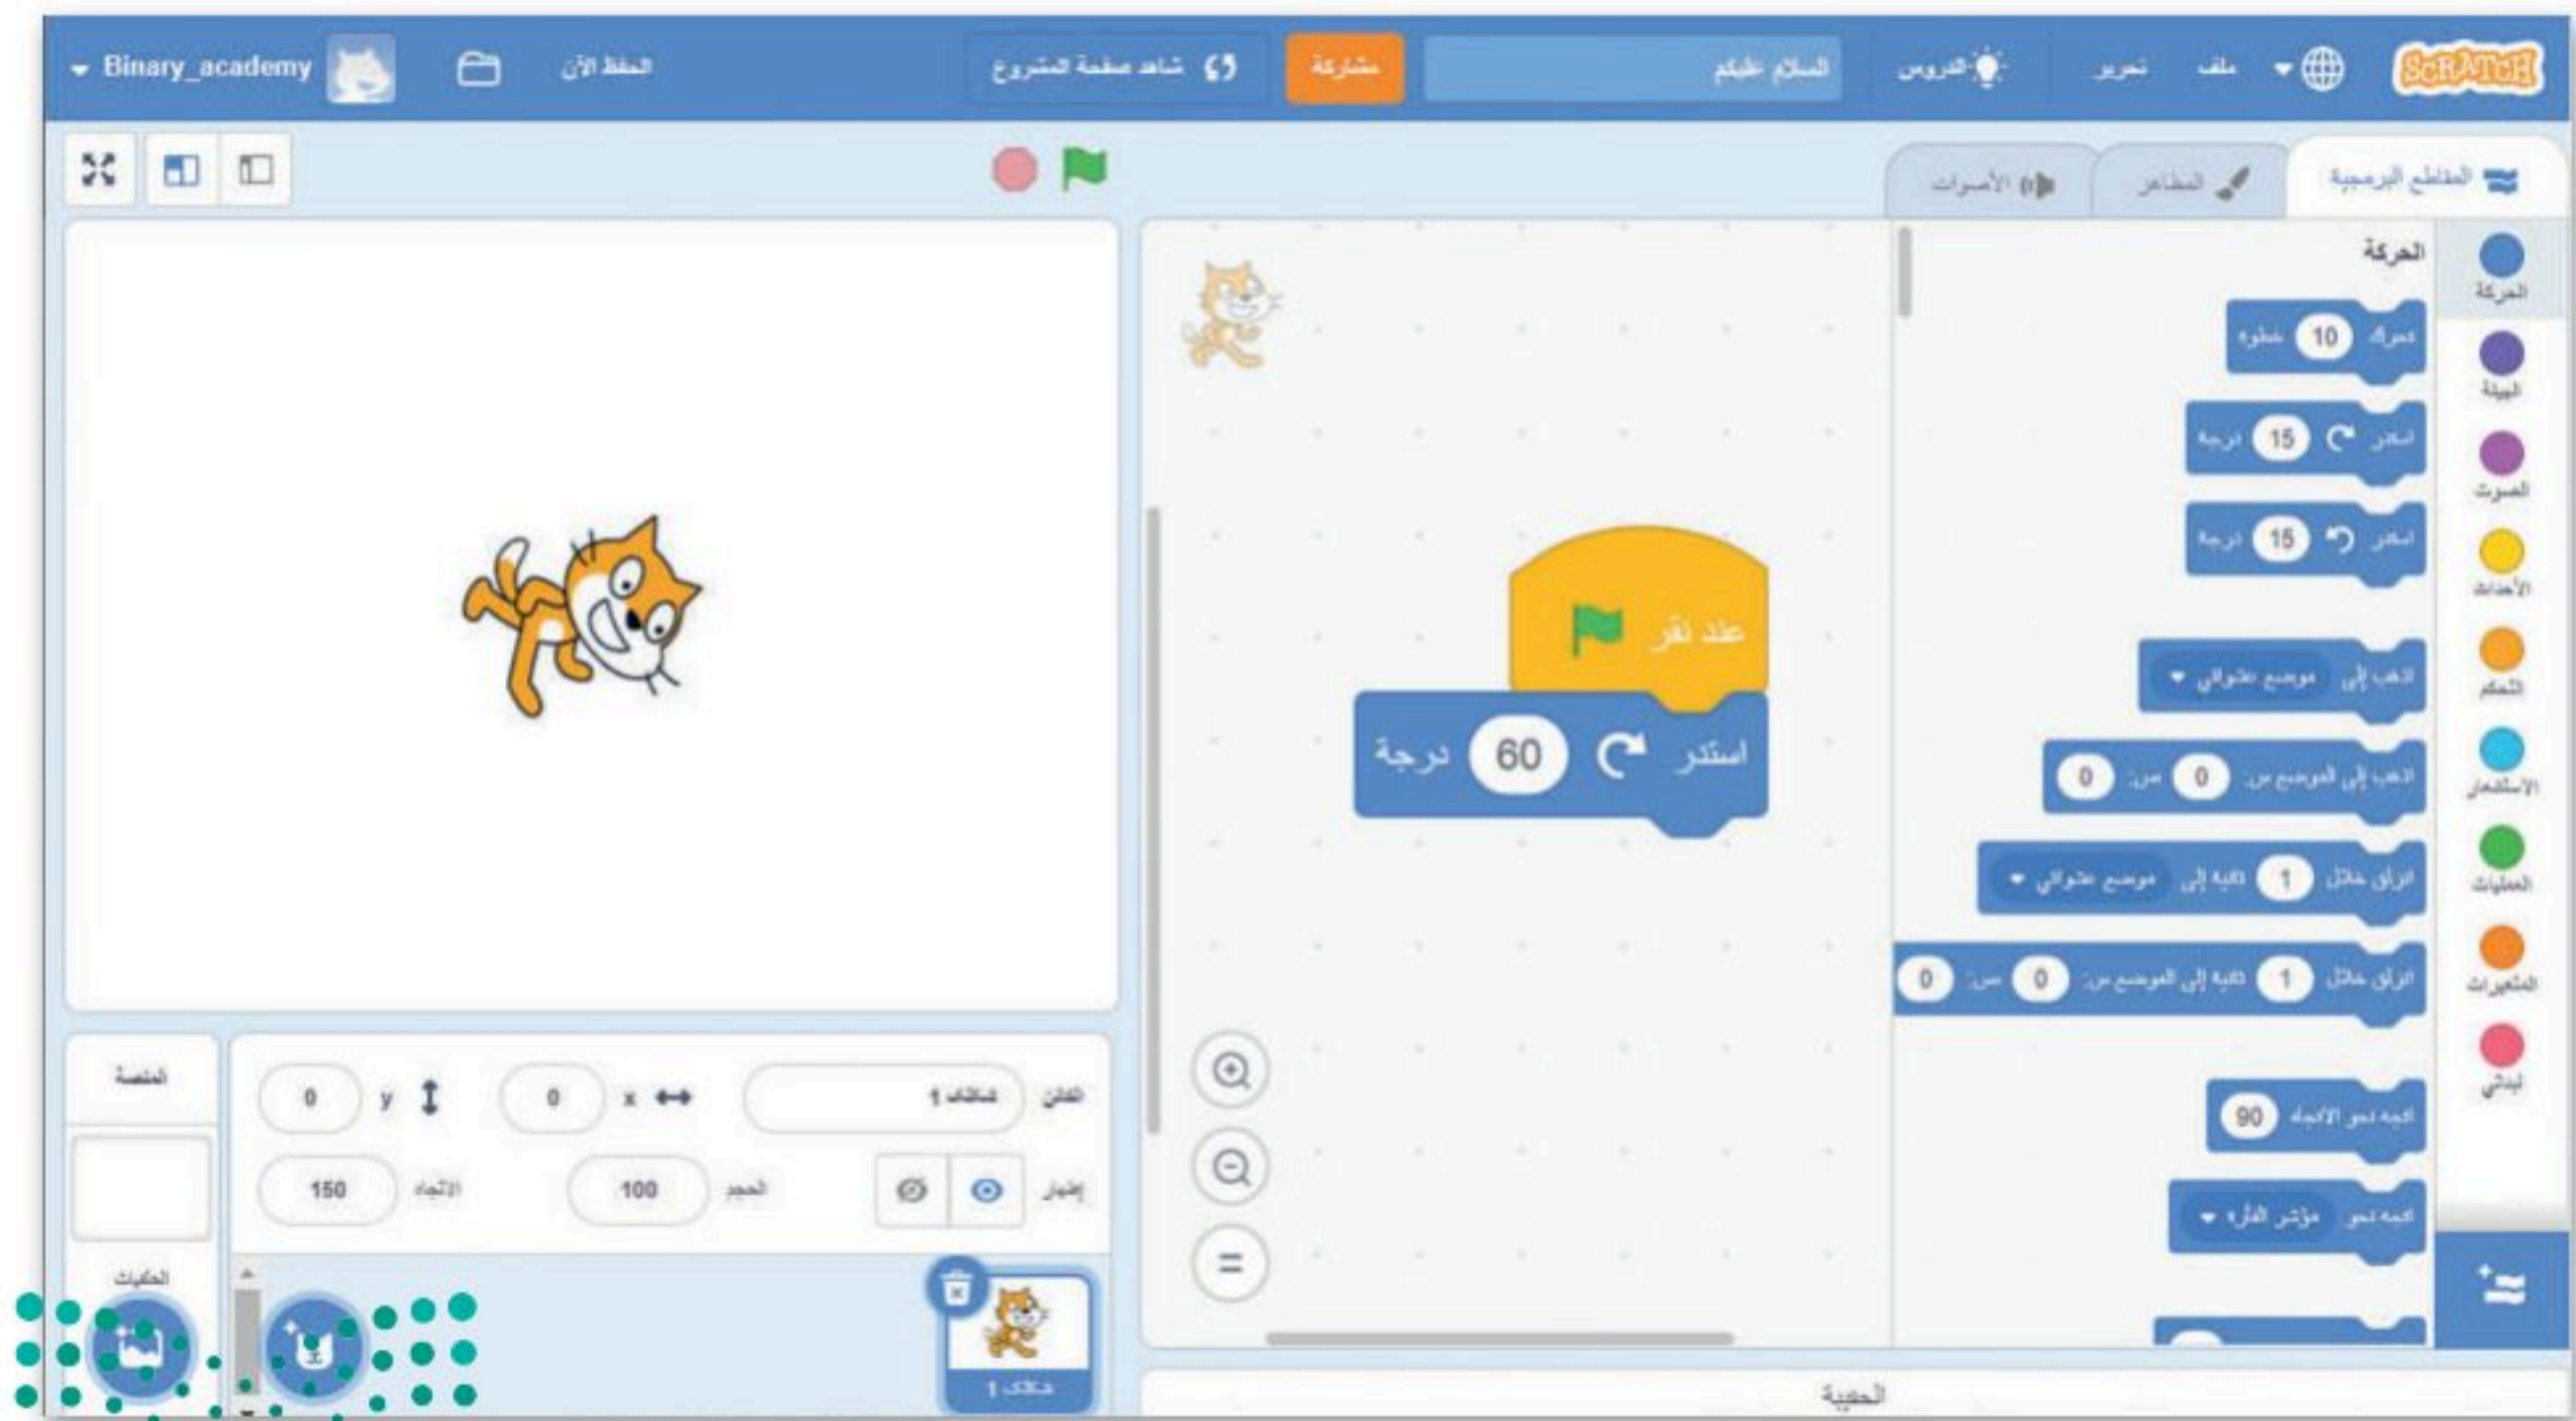 SCRATCH
ملف
تحرير
الدروس
السلام عليكم
مشاركة
شاهد صفحة المشروع
الحفظ الآن
Binary_academy
المقاطع البرمجية
المظاهر
الأصوات
الحركة
الحركة
الهيئة
الصوت
الأحداث
التحكم
الاستشعار
العمليات
المتغيرات
لبناتي
تحرك 10 خطوة
استدر 15 درجة
استدر 15 درجة
اذهب إلى موضع عشوائي
اذهب إلى الموضع س: 0 ص: 0
انزلق خلال 1 ثانية إلى موضع عشوائي
انزلق خلال 1 ثانية إلى الموضع س: 0 ص: 0
اتجه نحو الاتجاه 90
اتجه نحو مؤشر الفأرة
عند نقر
استدر 60 درجة
الحقيبة
الكائن
1
x 0
y 0
إظهار
الحجم 100
الاتجاه 150
1
المنصة
الخلفيات